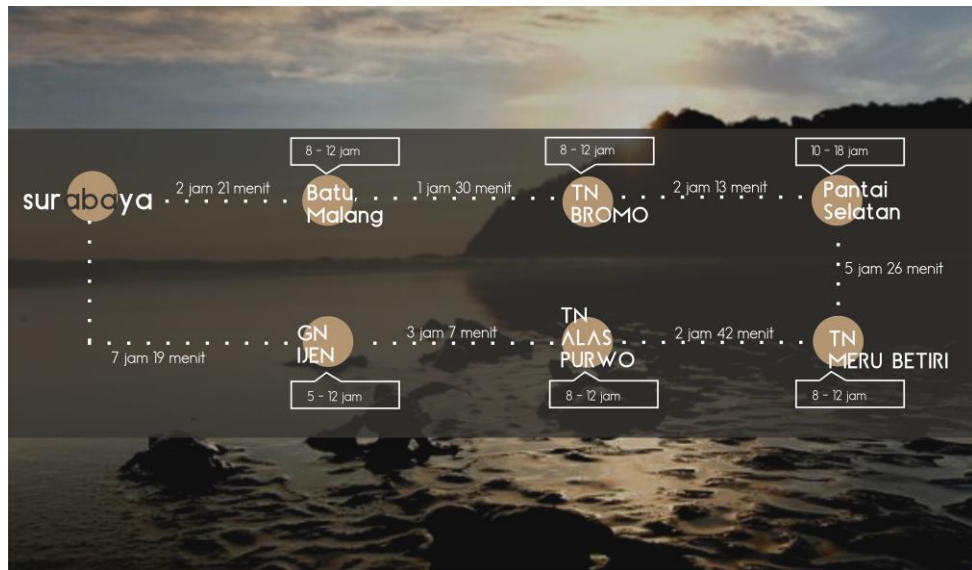 8 - 12 jam
8 - 12 jam
10 - 18 jam
surabaya
2 jam 21 menit
Batu,
Malang
1 jam 30 menit
TN
BROMO
2 jam 13 menit
Pantai
Selatan
5 jam 26 menit
7 jam 19 menit
GN
IJEN
3 jam 7 menit
TN
ALAS
PURWO
2 jam 42 menit
TN
MERU BETIRI
5 - 12 jam
8 - 12 jam
8 - 12 jam